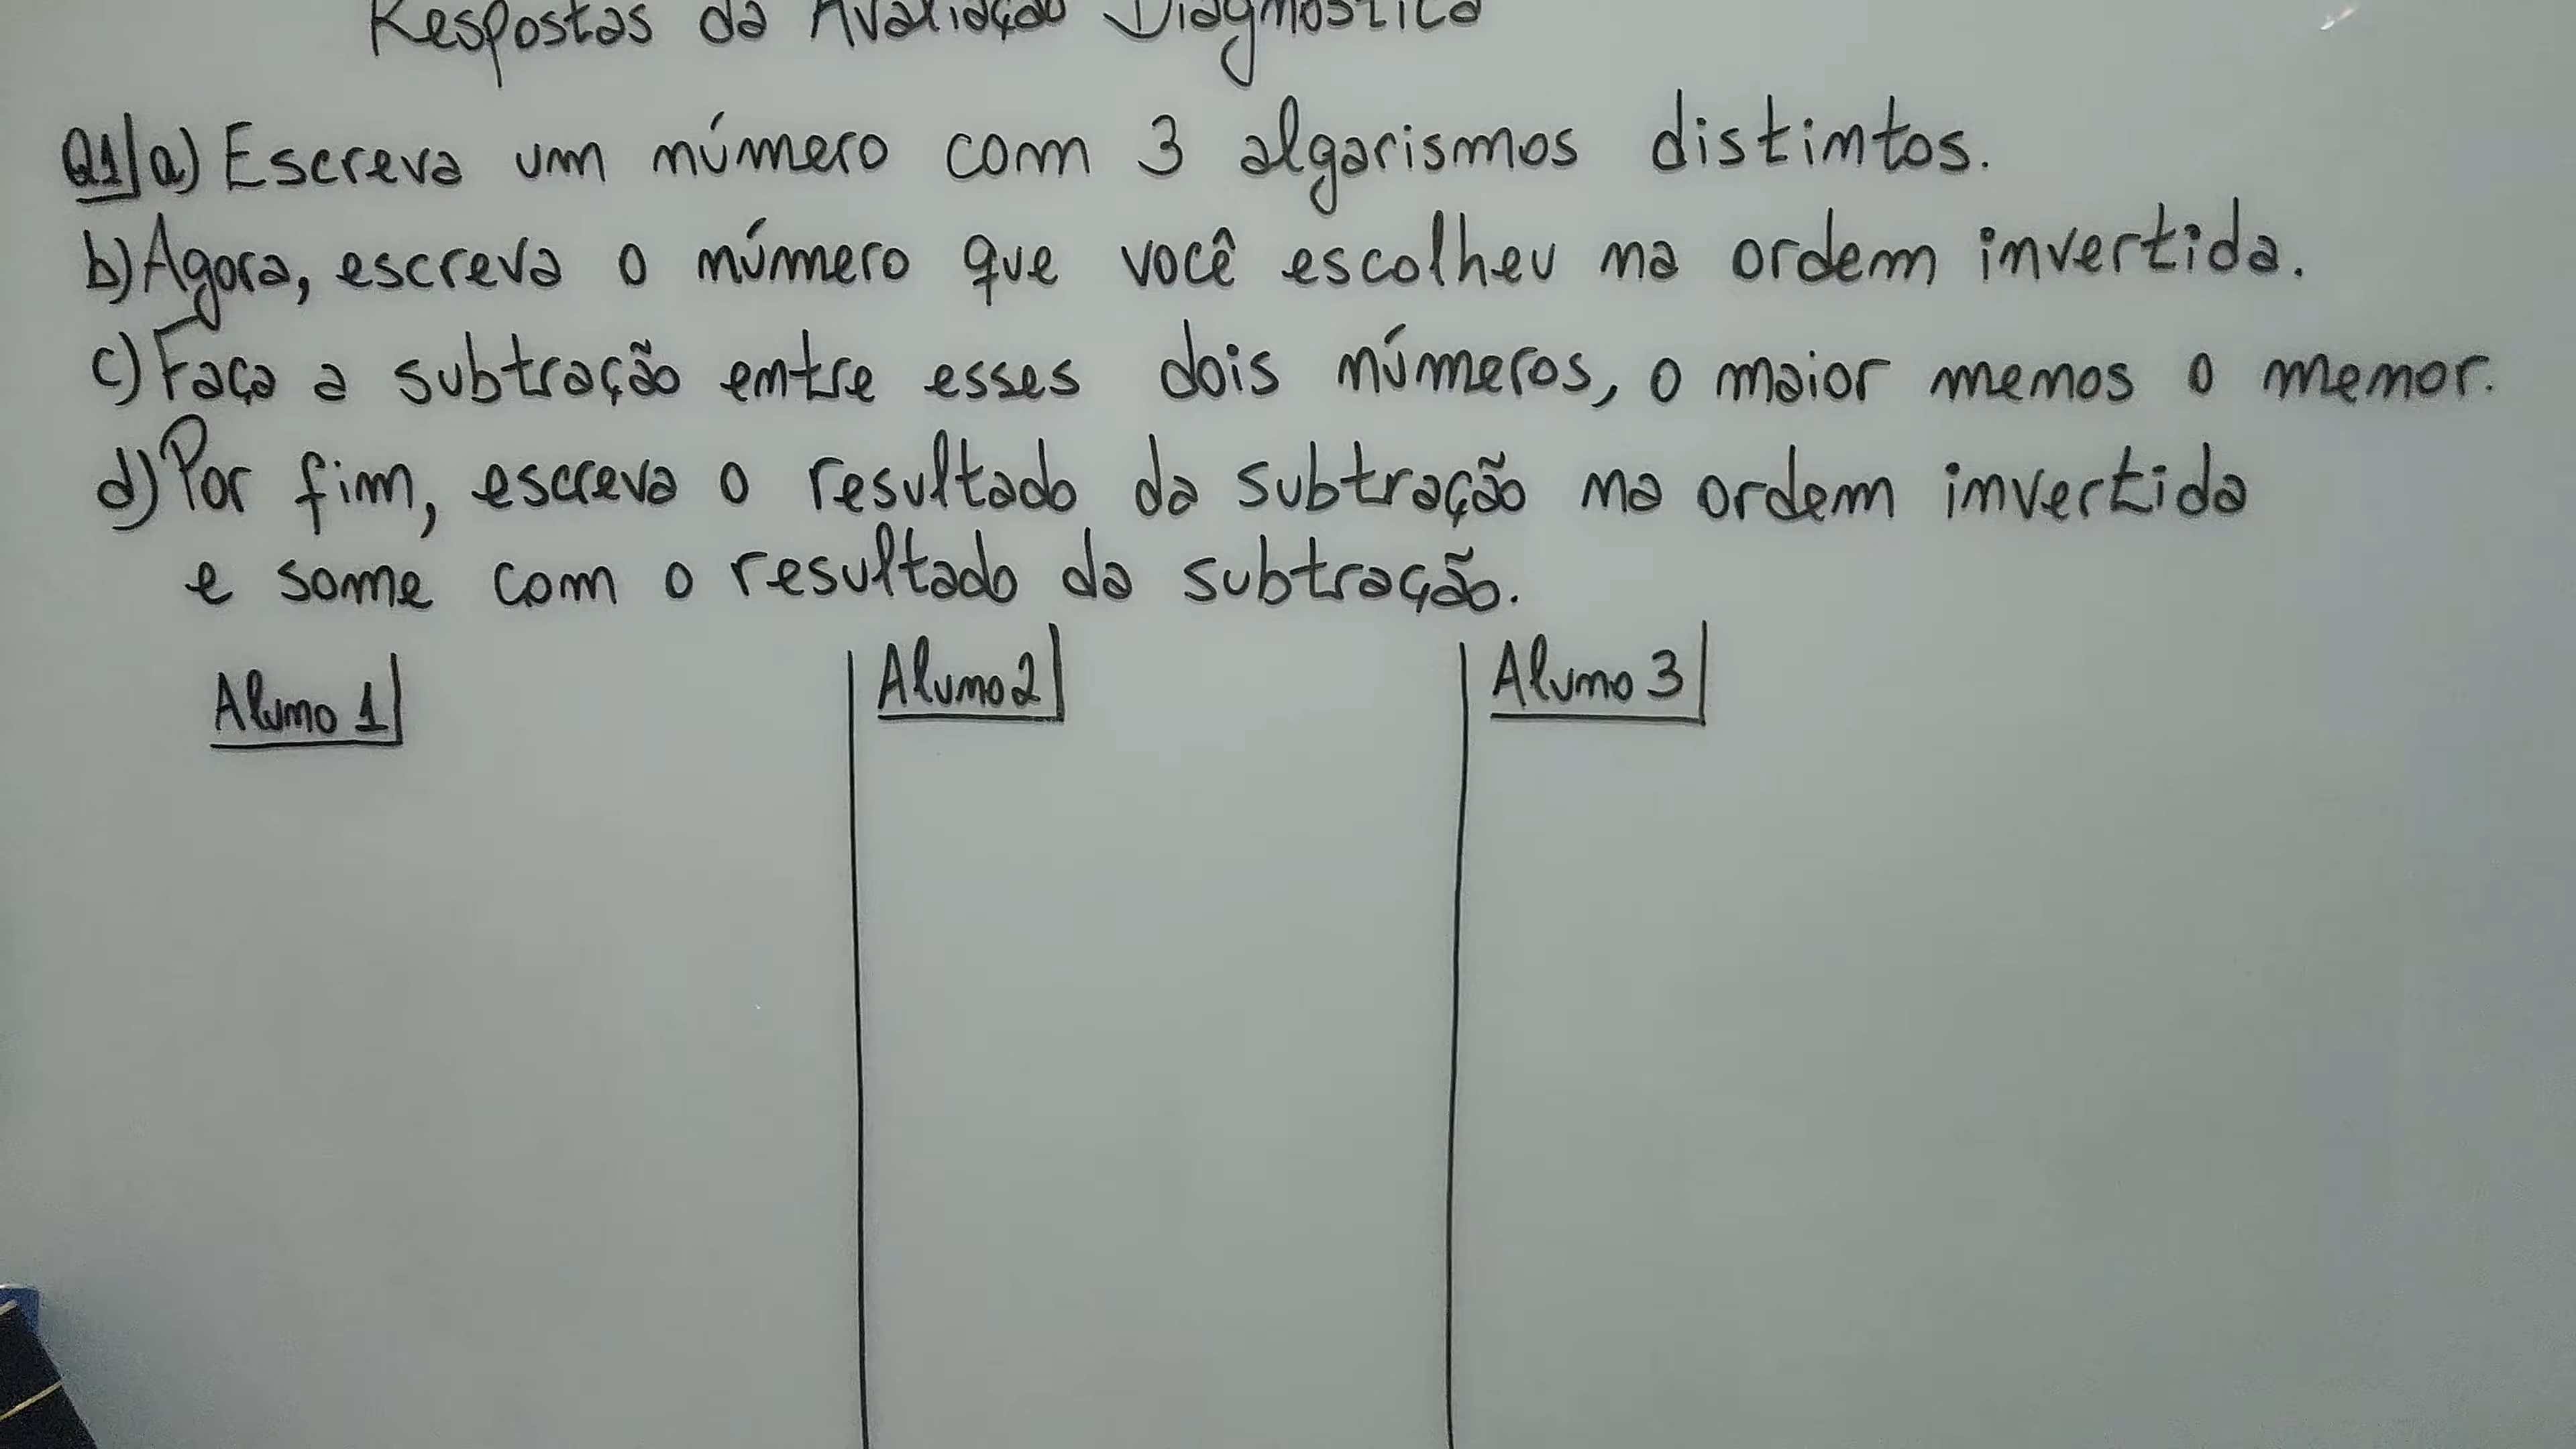 Respostas da Avaliação Diagnóstica
Q1 a) Escreva um número com 3 algarismos distintos.
b) Agora, escreva o número que você escolheu na ordem invertida.
c) Faça a subtração entre esses dois números, o maior menos o menor.
d) Por fim, escreva o resultado da subtração na ordem invertida
e some com o resultado da subtração.
Aluno 1
Aluno 2
Aluno 3